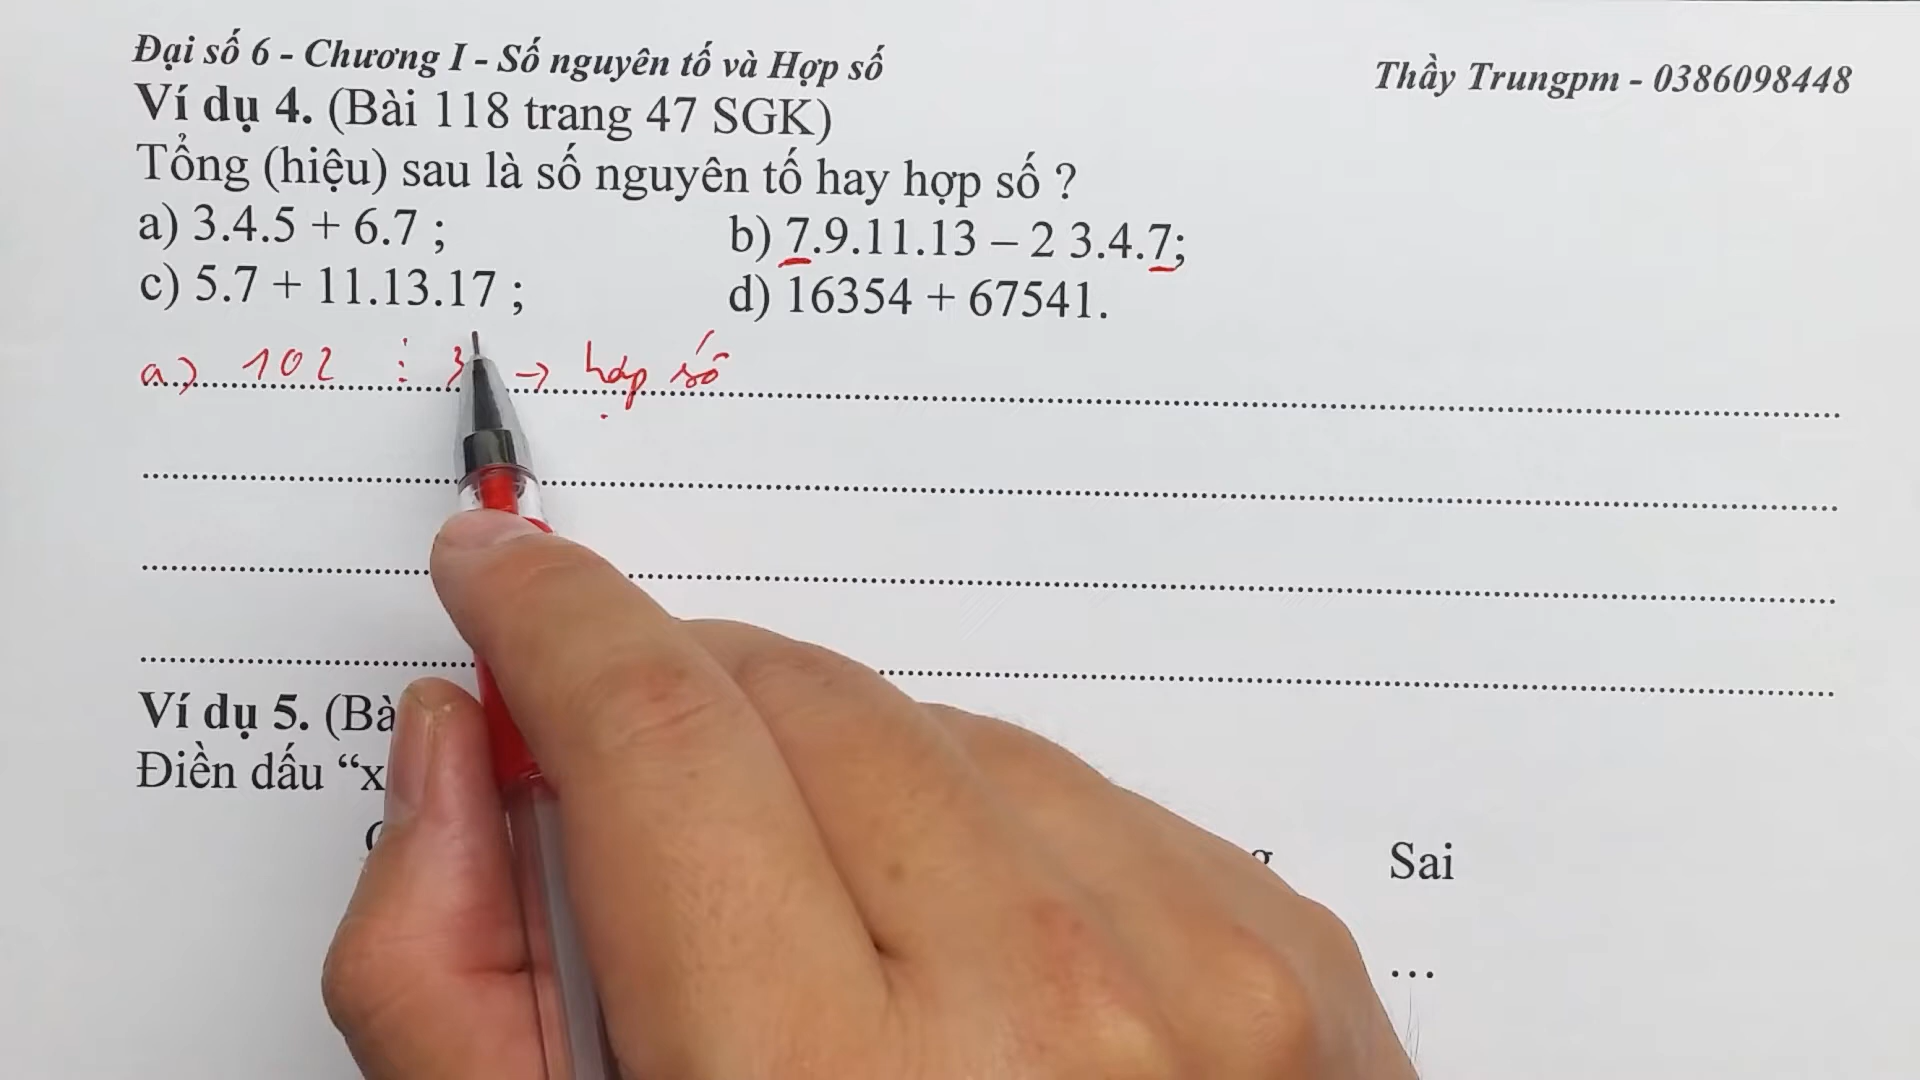 Đại số 6 - Chương I - Số nguyên tố và Hợp số
Thầy Trungpm - 0386098448
Ví dụ 4. (Bài 118 trang 47 SGK)
Tổng (hiệu) sau là số nguyên tố hay hợp số ?
a) 3.4.5 + 6.7 ;
b) 7.9.11.13 – 2 3.4.7;
c) 5.7 + 11.13.17 ;
d) 16354 + 67541.
a) 102 ⋮ 3 → hợp số
Ví dụ 5. (Bà
Điền dấu “x
Sai
...